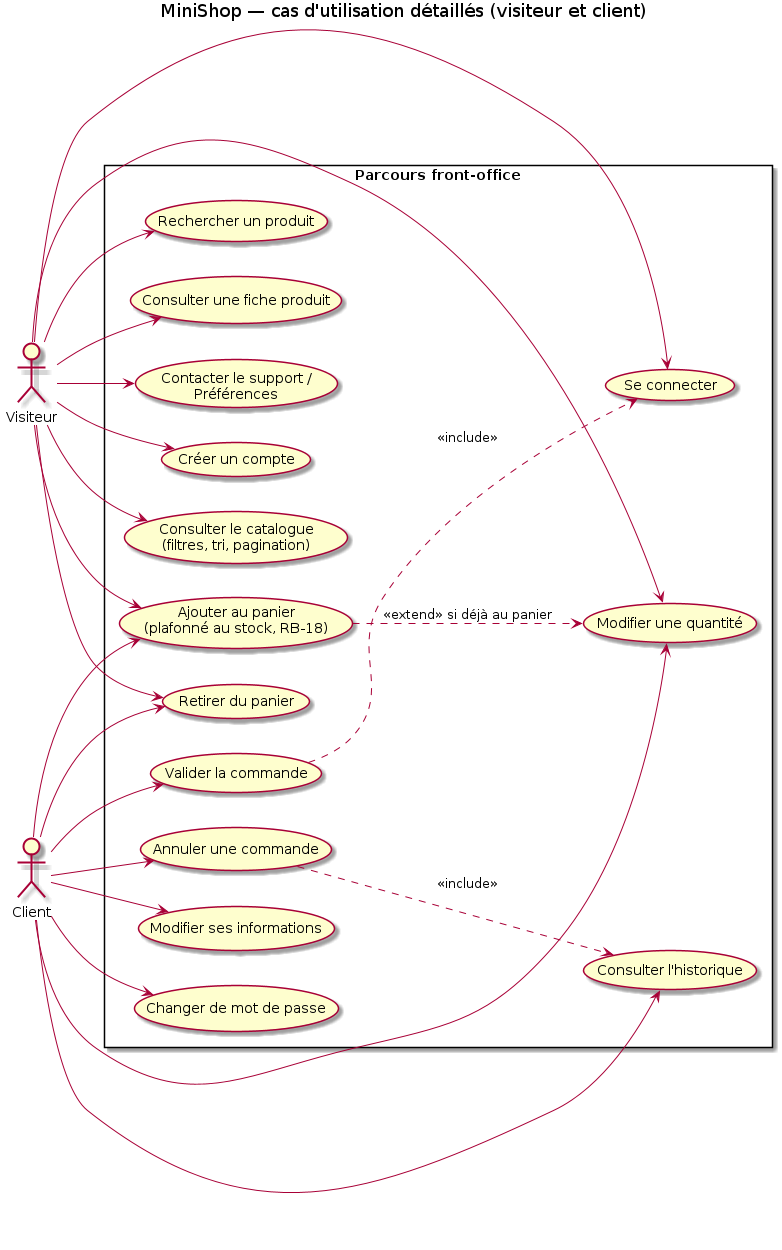 MiniShop — cas d'utilisation détaillés (visiteur et client)
Parcours front-office
Rechercher un produit
Consulter une fiche produit
Contacter le support /
Préférences
Se connecter
Visiteur
«include»
Créer un compte
Consulter le catalogue
(filtres, tri, pagination)
Ajouter au panier
(plafonné au stock, RB-18)
«extend» si déjà au panier
Modifier une quantité
Retirer du panier
Valider la commande
Annuler une commande
«include»
Client
Modifier ses informations
Consulter l'historique
Changer de mot de passe